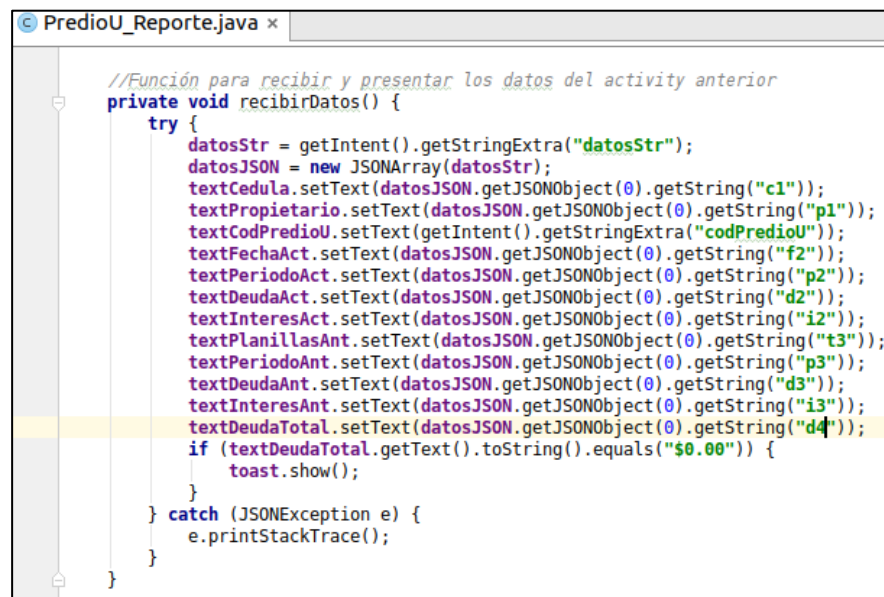 PredioU_Reporte.java ×
//Función para recibir y presentar los datos del activity anterior
private void recibirDatos() {
try {
datosStr = getIntent().getStringExtra("datosStr");
datosJSON = new JSONArray(datosStr);
textCedula.setText(datosJSON.getJSONObject(0).getString("c1"));
textPropietario.setText(datosJSON.getJSONObject(0).getString("p1"));
textCodPredioU.setText(getIntent().getStringExtra("codPredioU"));
textFechaAct.setText(datosJSON.getJSONObject(0).getString("f2"));
textPeriodoAct.setText(datosJSON.getJSONObject(0).getString("p2"));
textDeudaAct.setText(datosJSON.getJSONObject(0).getString("d2"));
textInteresAct.setText(datosJSON.getJSONObject(0).getString("i2"));
textPlanillasAnt.setText(datosJSON.getJSONObject(0).getString("t3"));
textPeriodoAnt.setText(datosJSON.getJSONObject(0).getString("p3"));
textDeudaAnt.setText(datosJSON.getJSONObject(0).getString("d3"));
textInteresAnt.setText(datosJSON.getJSONObject(0).getString("i3"));
textDeudaTotal.setText(datosJSON.getJSONObject(0).getString("d4"));
if (textDeudaTotal.getText().toString().equals("$0.00")) {
toast.show();
}
} catch (JSONException e) {
e.printStackTrace();
}
}